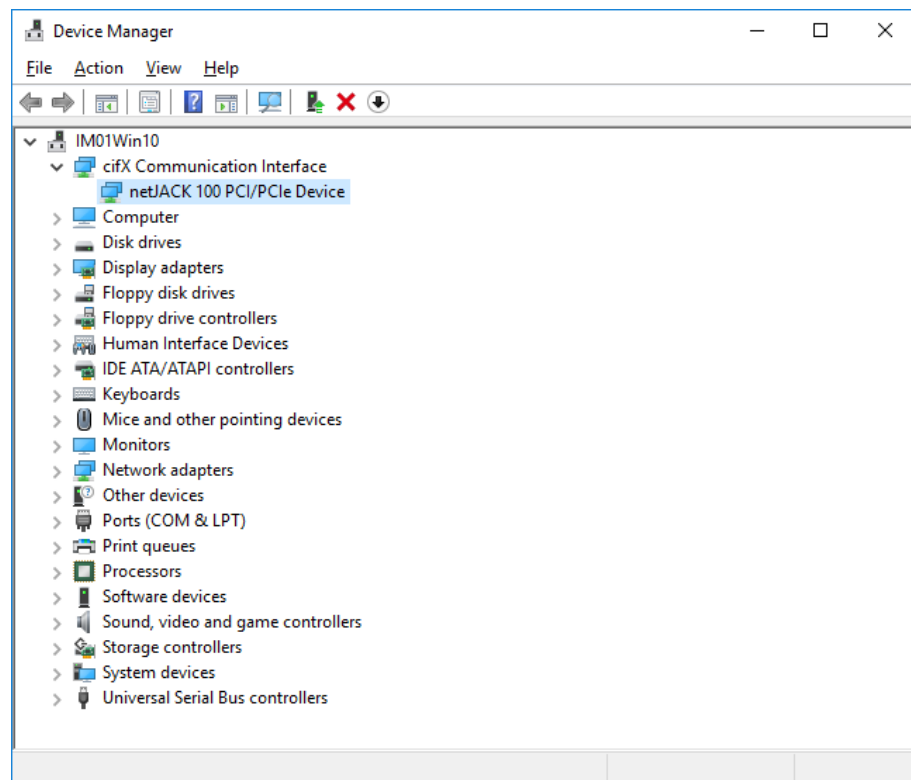 Device Manager
File Action View Help
IM01Win10
cifX Communication Interface
netJACK 100 PCI/PCIe Device
Computer
Disk drives
Display adapters
Floppy disk drives
Floppy drive controllers
Human Interface Devices
IDE ATA/ATAPI controllers
Keyboards
Mice and other pointing devices
Monitors
Network adapters
Other devices
Ports (COM & LPT)
Print queues
Processors
Software devices
Sound, video and game controllers
Storage controllers
System devices
Universal Serial Bus controllers